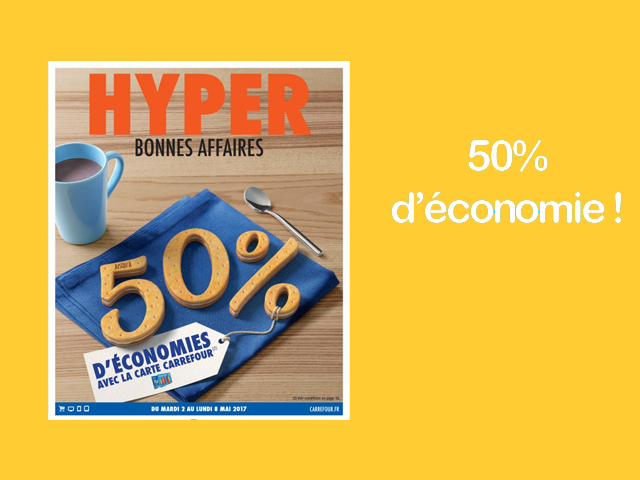 HYPER
BONNES AFFAIRES
JUSQU'À
50%
D'ÉCONOMIES
AVEC LA CARTE CARREFOUR
DU MARDI 2 AU LUNDI 8 MAI 2017
CARREFOUR.FR
50%
d'économie !